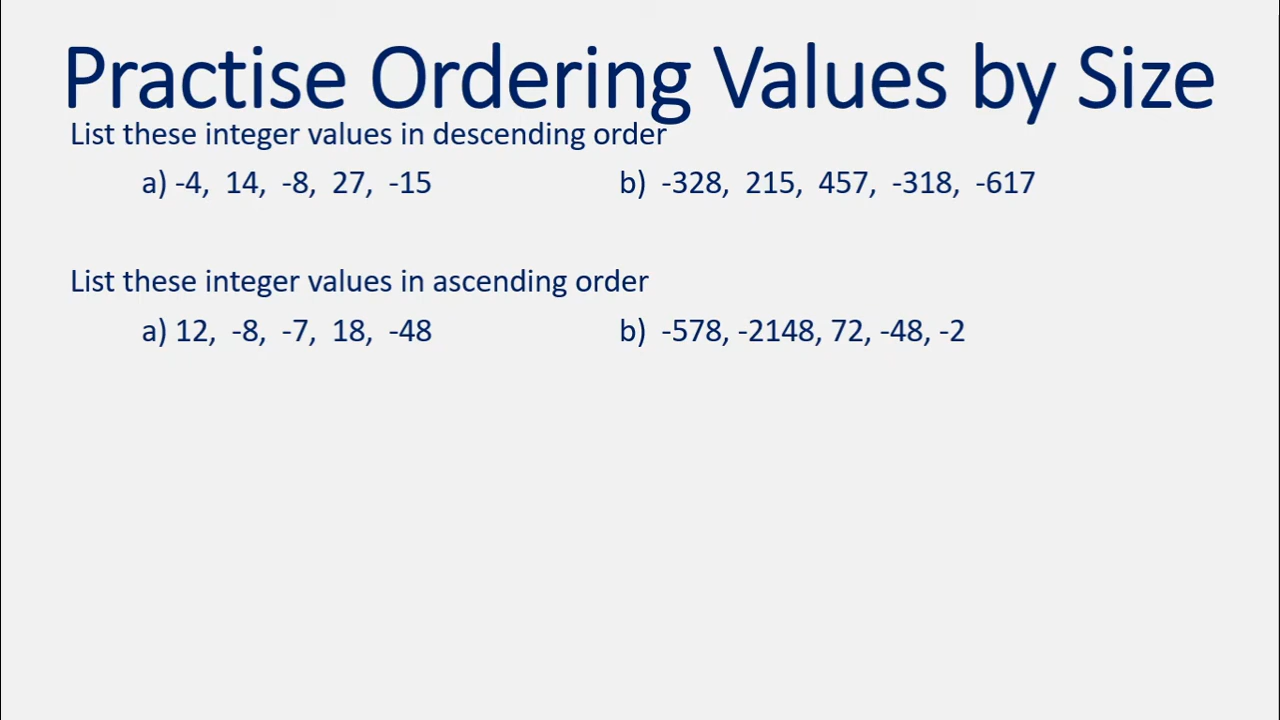 Practise Ordering Values by Size
List these integer values in descending order
a) -4, 14, -8, 27, -15 b) -328, 215, 457, -318, -617
List these integer values in ascending order
a) 12, -8, -7, 18, -48 b) -578, -2148, 72, -48, -2